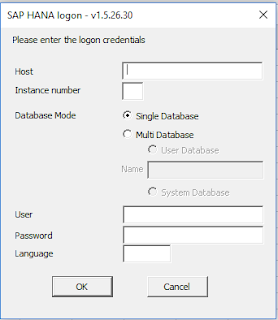 SAP HANA logon - v1.5.26.30
Please enter the logon credentials
Host
Instance number
Database Mode
Single Database
Multi Database
User Database
Name
System Database
User
Password
Language
OK
Cancel